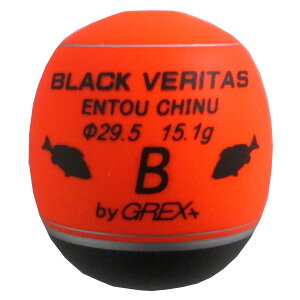 BLACK VERITAS
ENTOU CHINU
Φ29.5 15.1g
B
by GREX+